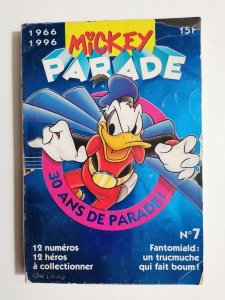 1966
1996
MICKEY
PARADE
15F
30 ANS DE PARADE!
N°7
12 numéros
12 héros
à collectionner
Fantomiald :
un trucmuche
qui fait boum !